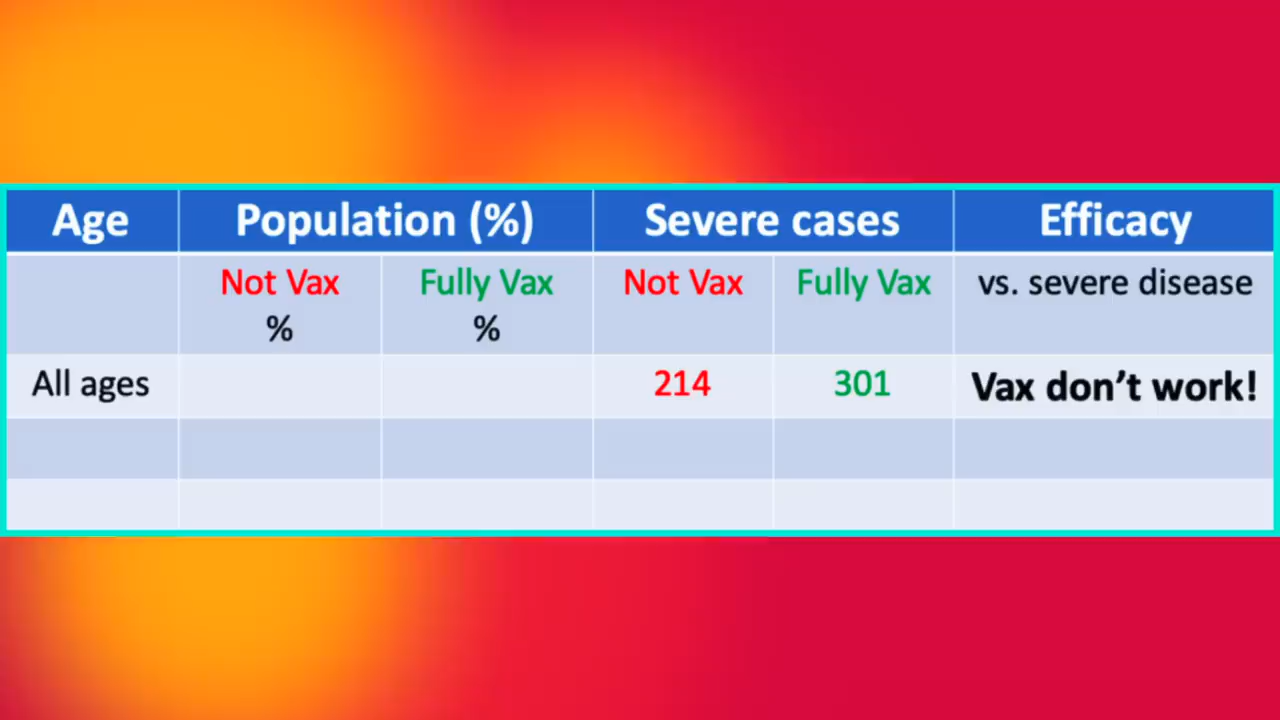 Age Population (%) Severe cases Efficacy
Not Vax Fully Vax Not Vax Fully Vax vs. severe disease
% %
All ages 214 301 Vax don't work!